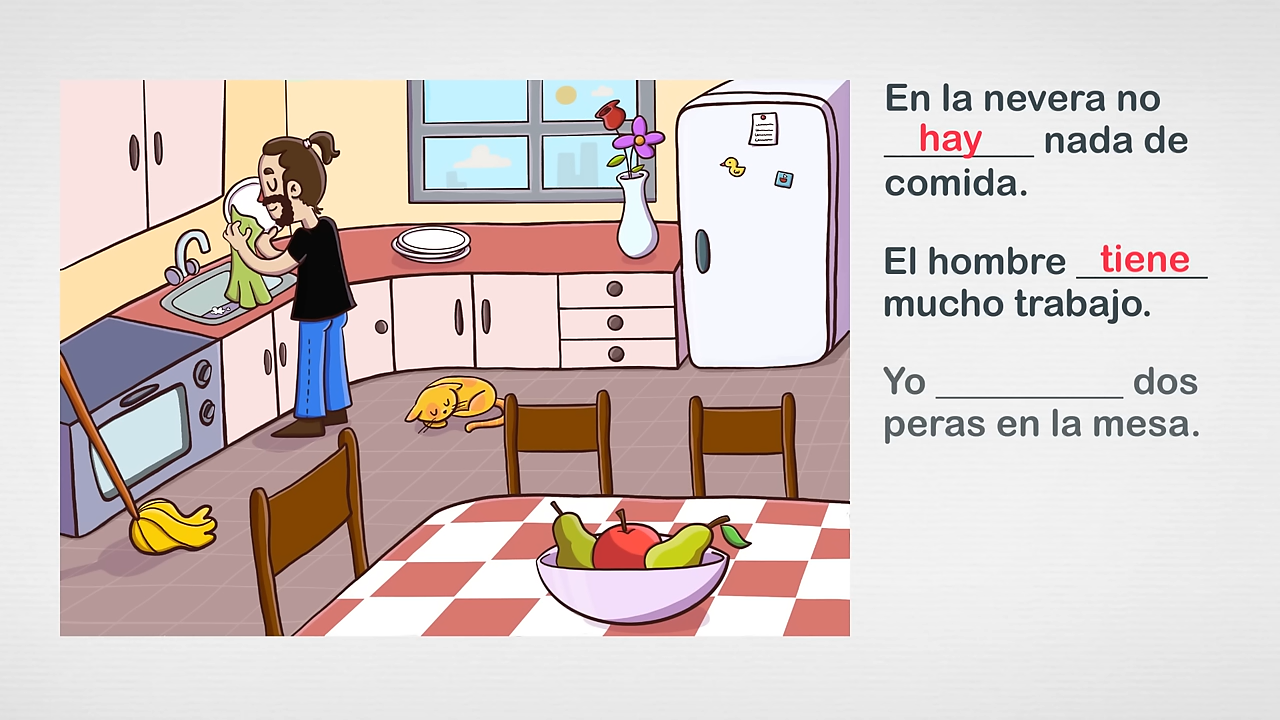 En la nevera no
hay nada de
comida.
El hombre tiene
mucho trabajo.
Yo __________ dos
peras en la mesa.